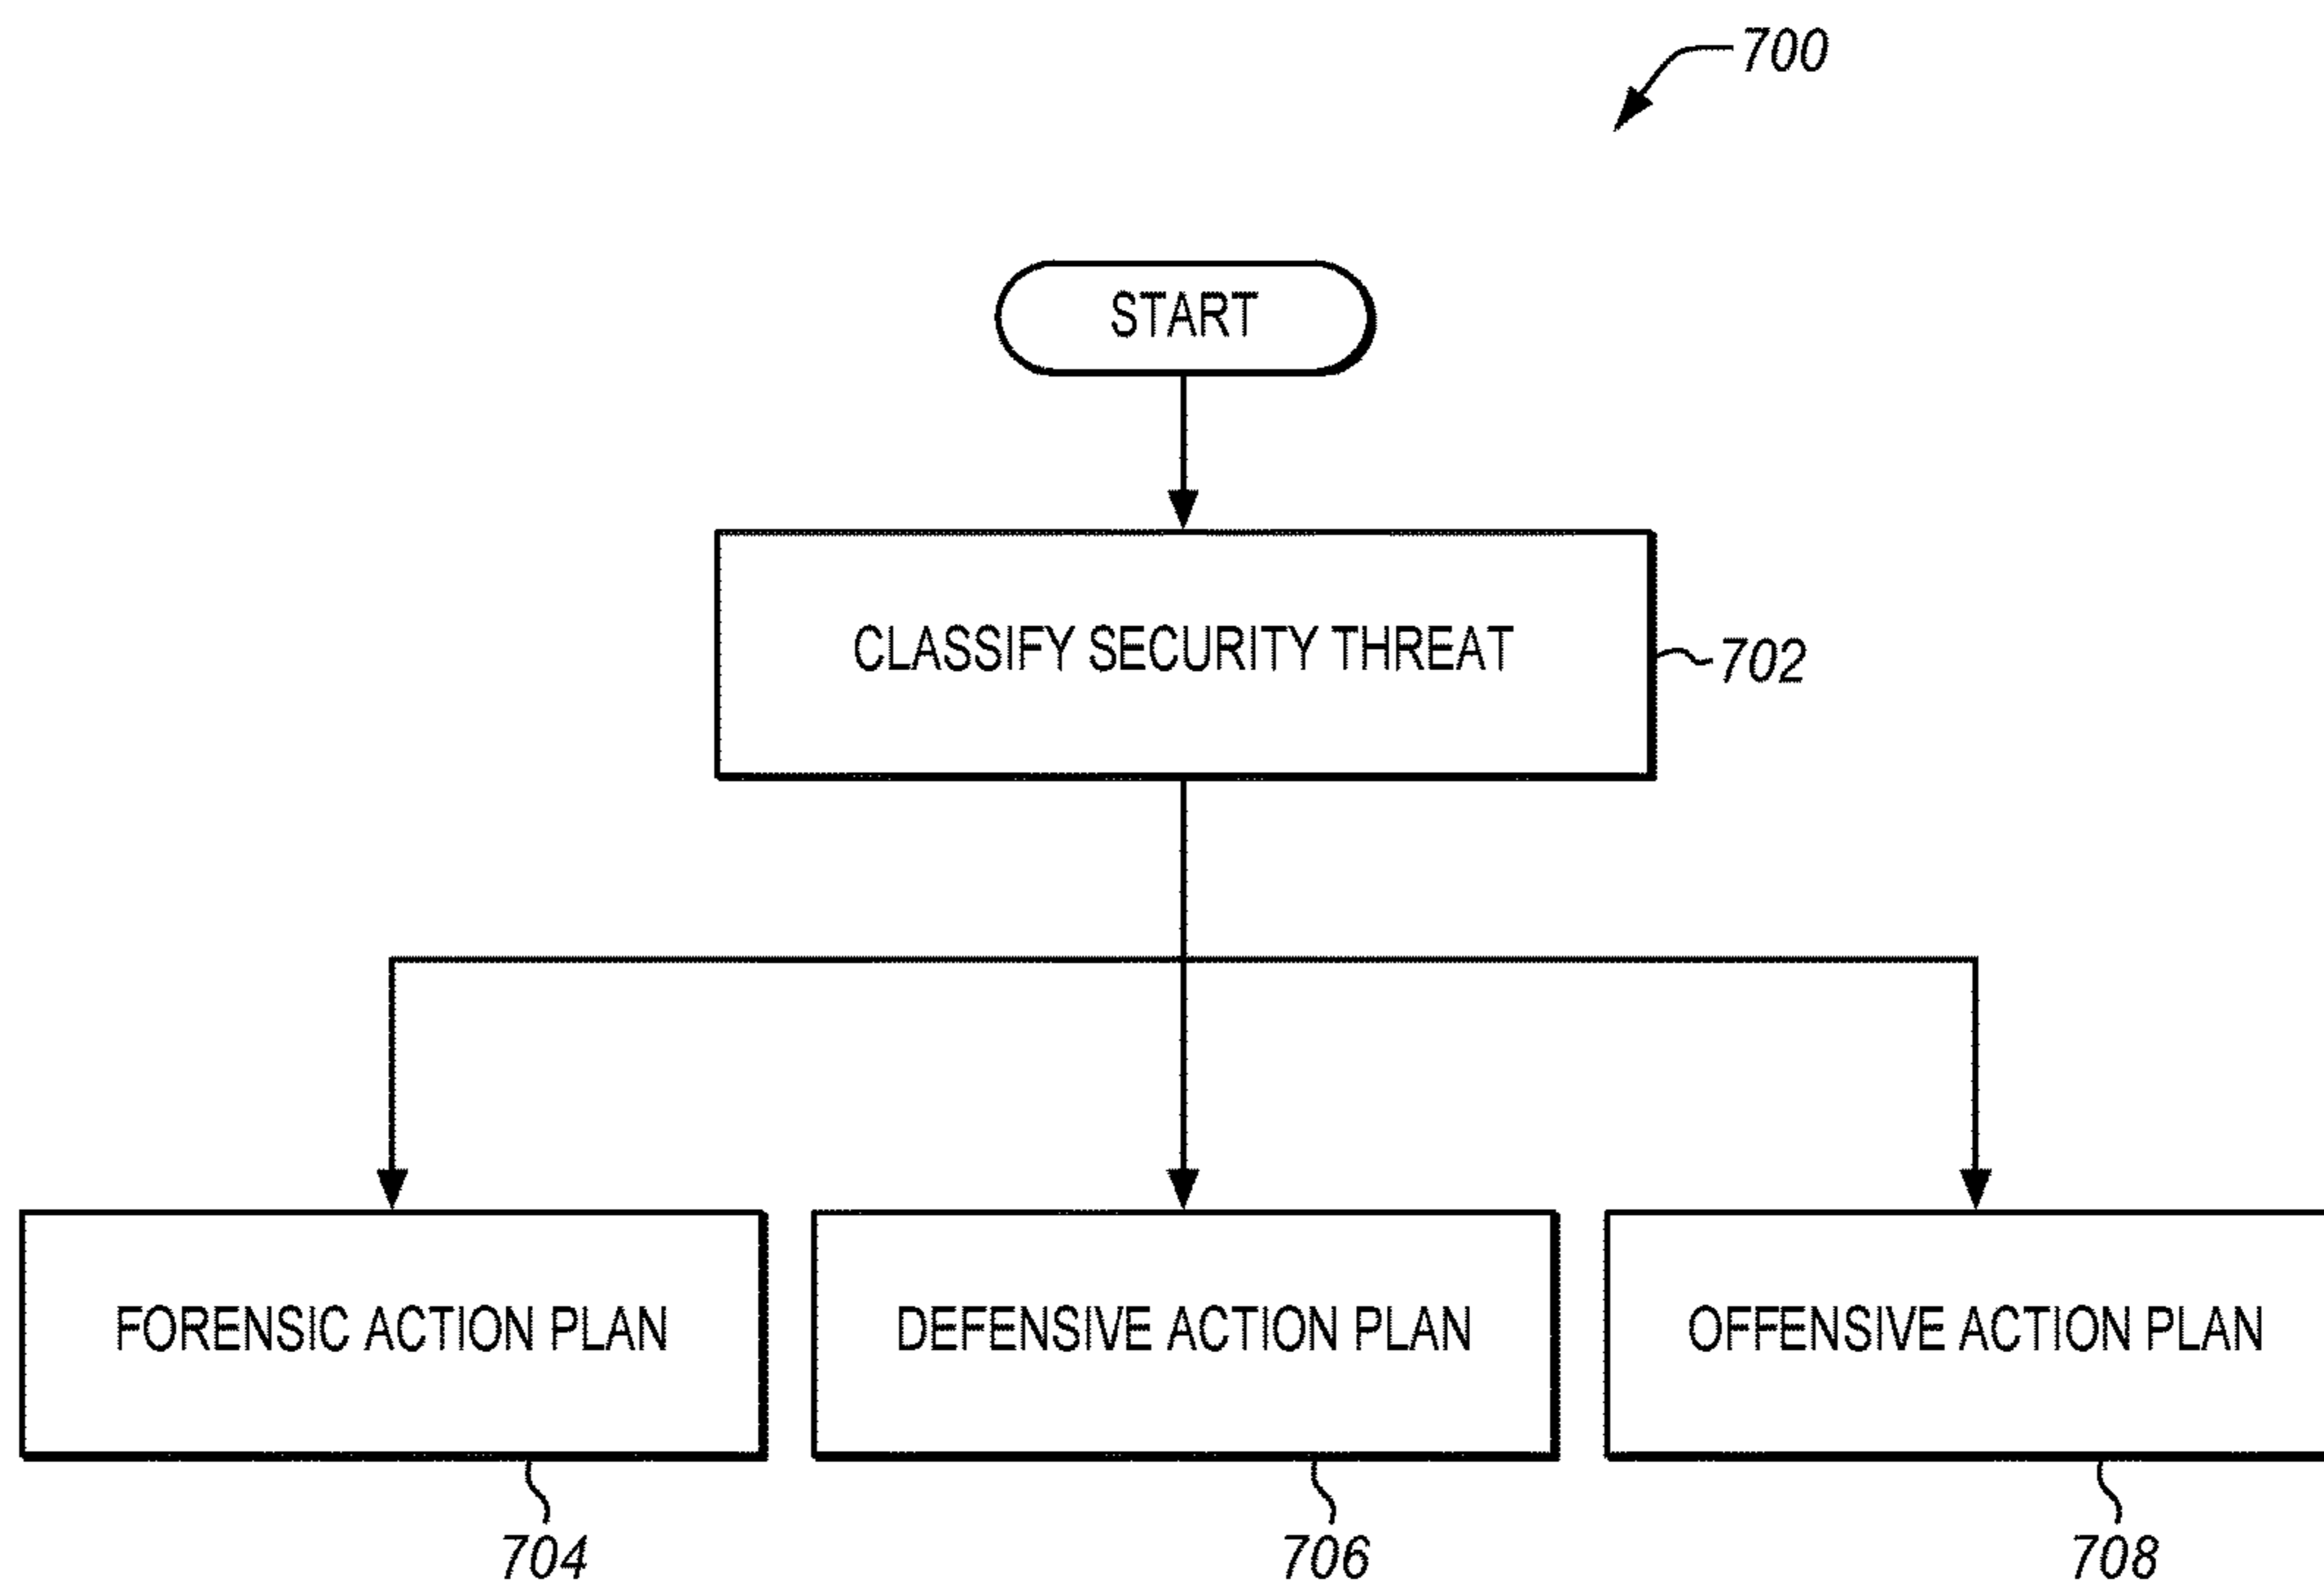 700
START
CLASSIFY SECURITY THREAT
702
FORENSIC ACTION PLAN
DEFENSIVE ACTION PLAN
OFFENSIVE ACTION PLAN
704
706
708